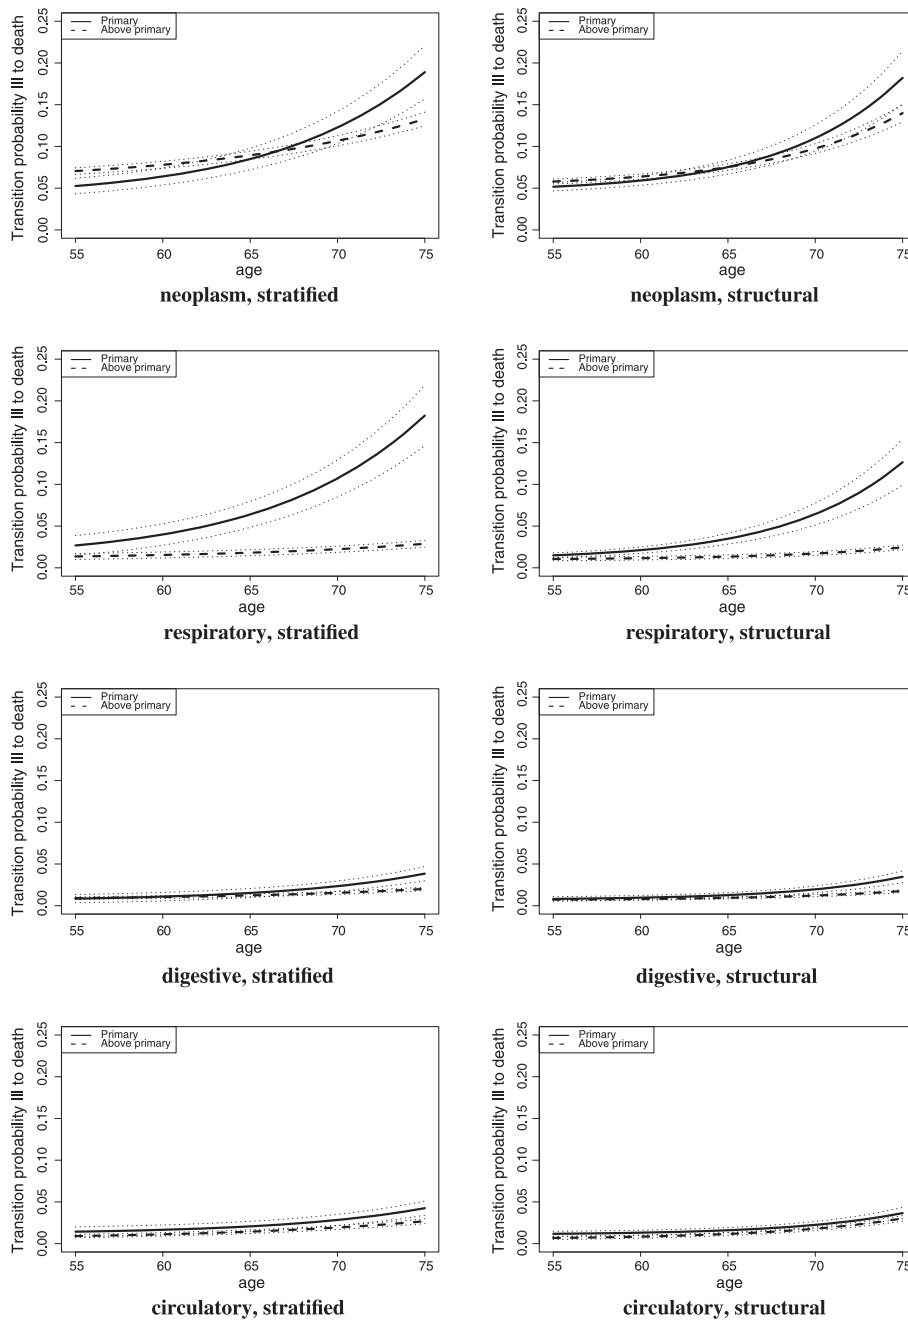 Transition probability III to death
0.00 0.05 0.10 0.15 0.20 0.25
Primary
Above primary
55 60 65 70 75
age
neoplasm, stratified
Transition probability III to death
0.00 0.05 0.10 0.15 0.20 0.25
Primary
Above primary
55 60 65 70 75
age
neoplasm, structural
Transition probability III to death
0.00 0.05 0.10 0.15 0.20 0.25
Primary
Above primary
55 60 65 70 75
age
respiratory, stratified
Transition probability III to death
0.00 0.05 0.10 0.15 0.20 0.25
Primary
Above primary
55 60 65 70 75
age
respiratory, structural
Transition probability III to death
0.00 0.05 0.10 0.15 0.20 0.25
Primary
Above primary
55 60 65 70 75
age
digestive, stratified
Transition probability III to death
0.00 0.05 0.10 0.15 0.20 0.25
Primary
Above primary
55 60 65 70 75
age
digestive, structural
Transition probability III to death
0.00 0.05 0.10 0.15 0.20 0.25
Primary
Above primary
55 60 65 70 75
age
circulatory, stratified
Transition probability III to death
0.00 0.05 0.10 0.15 0.20 0.25
Primary
Above primary
55 60 65 70 75
age
circulatory, structural